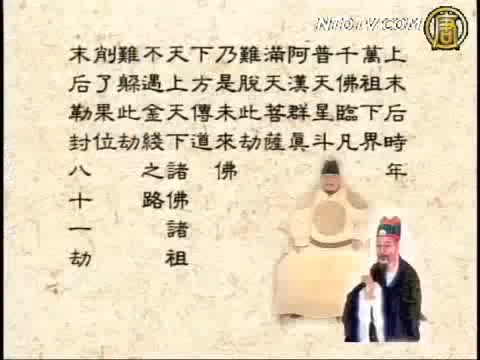 NTDTV.COM
唐
上末后時年
萬祖下界
千佛臨凡
普天星斗
阿漢群真
滿天菩薩
難脫此劫
乃是未來佛
下方傳道
天上天下諸佛諸祖
不遇金綫之路
難躲此劫
削了果位
末后勒封八十一劫